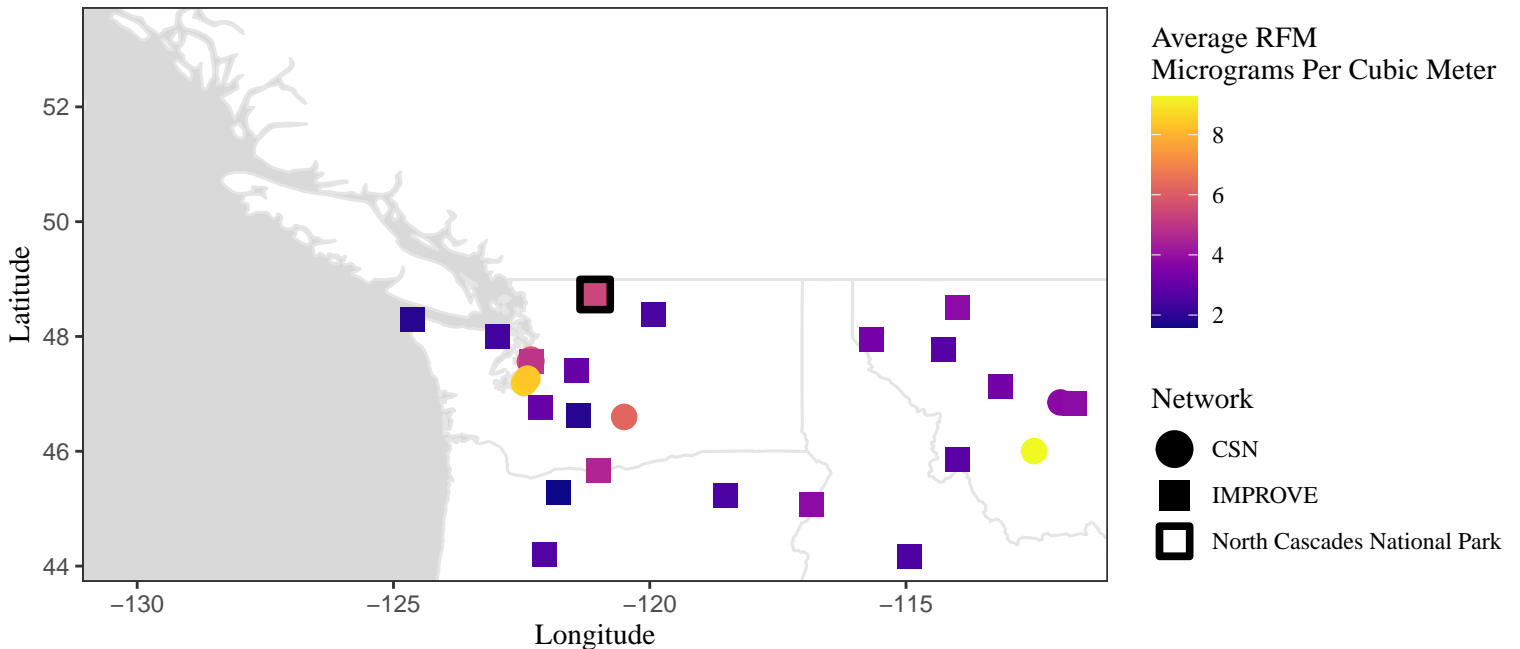 52
50
48
46
44
Latitude
−130
−125
−120
−115
Longitude
Average RFM
Micrograms Per Cubic Meter
8
6
4
2
Network
CSN
IMPROVE
North Cascades National Park